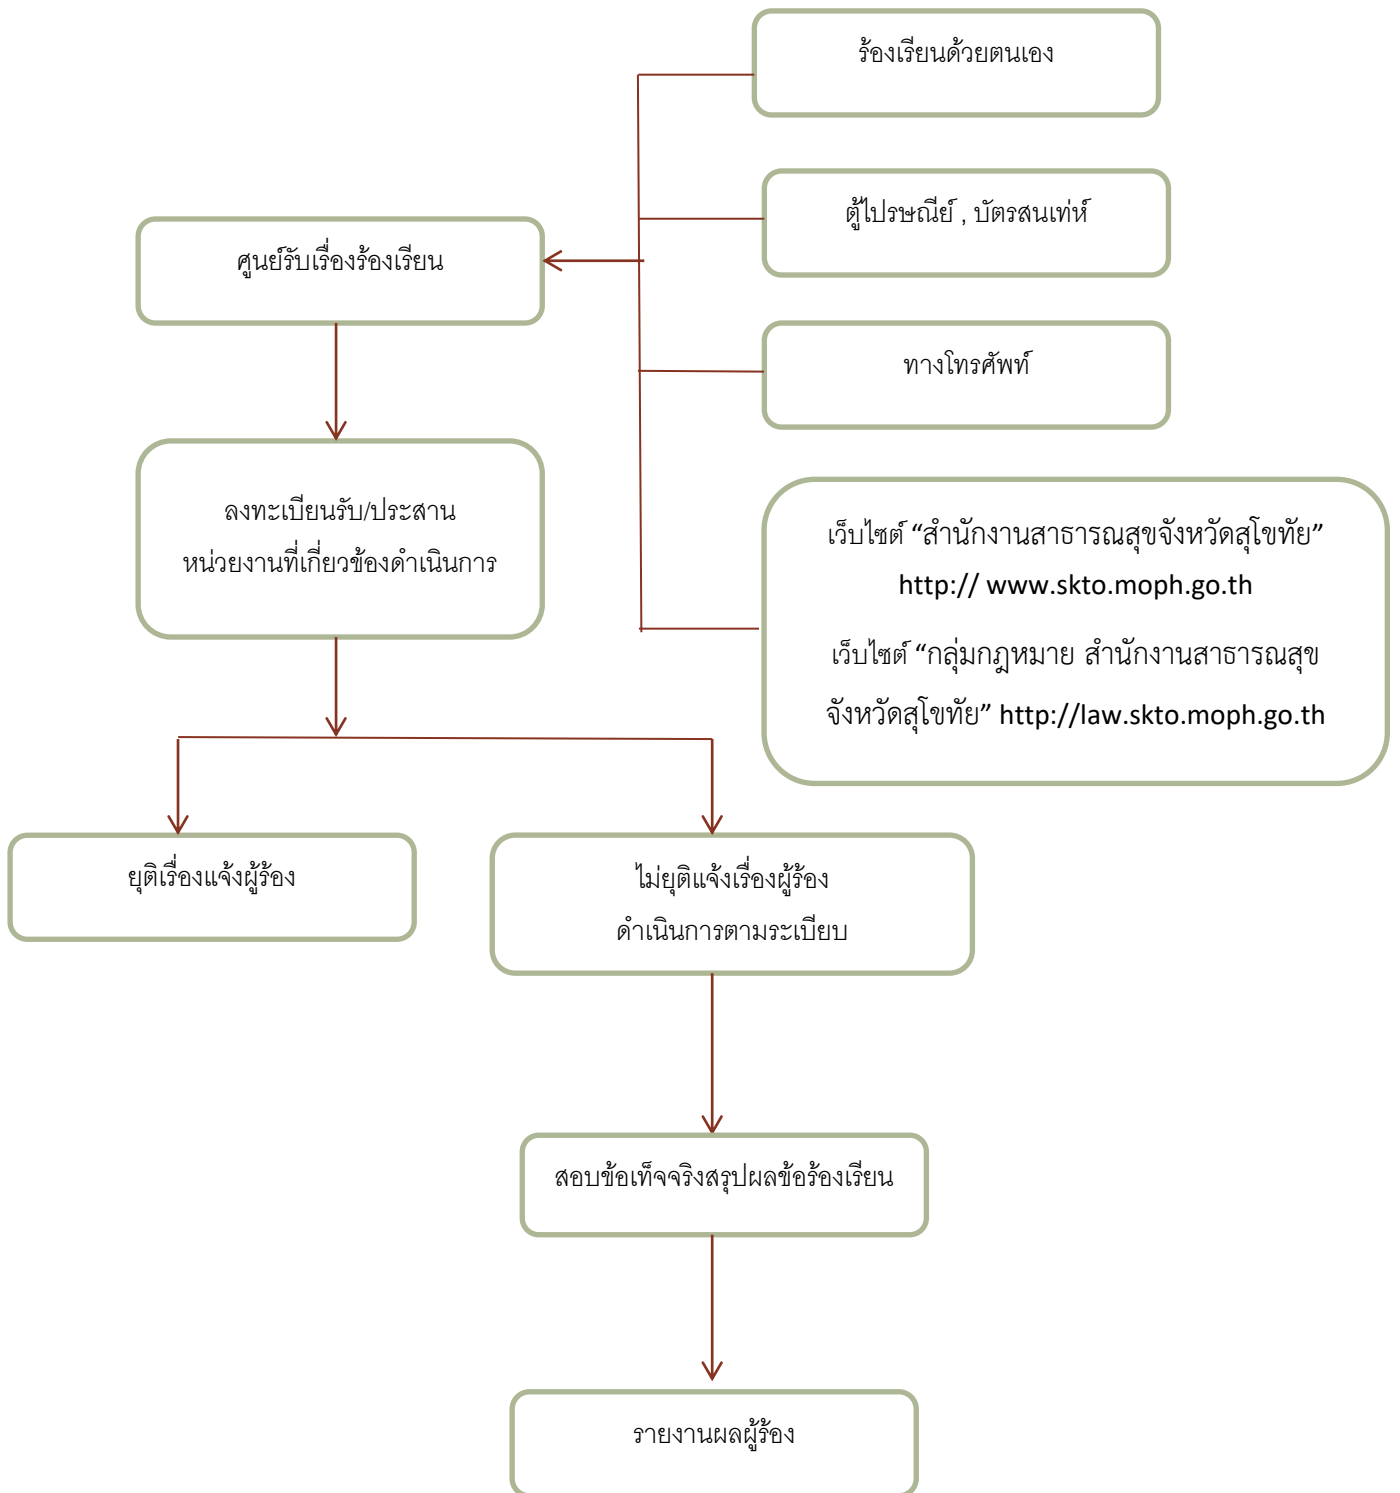 ร้องเรียนด้วยตนเอง
ตู้ไปรษณีย์ , บัตรสนเท่ห์
ศูนย์รับเรื่องร้องเรียน
ทางโทรศัพท์
ลงทะเบียนรับ/ประสาน
หน่วยงานที่เกี่ยวข้องดำเนินการ
เว็บไซต์ “สำนักงานสาธารณสุขจังหวัดสุโขทัย”
http:// www.skto.moph.go.th
เว็บไซต์ “กลุ่มกฎหมาย สำนักงานสาธารณสุข
จังหวัดสุโขทัย” http://law.skto.moph.go.th
ยุติเรื่องแจ้งผู้ร้อง
ไม่ยุติแจ้งเรื่องผู้ร้อง
ดำเนินการตามระเบียบ
สอบข้อเท็จจริงสรุปผลข้อร้องเรียน
รายงานผลผู้ร้อง